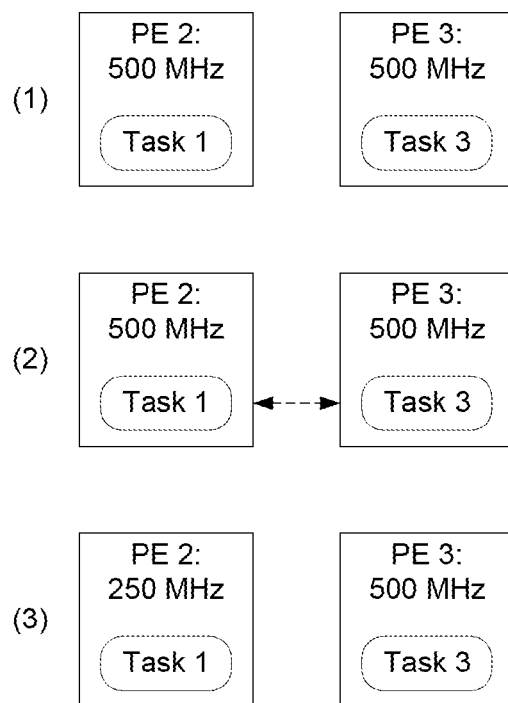 PE 2:
500 MHz
PE 3:
500 MHz
(1)
Task 1
Task 3
PE 2:
500 MHz
PE 3:
500 MHz
(2)
Task 1
Task 3
PE 2:
250 MHz
PE 3:
500 MHz
(3)
Task 1
Task 3